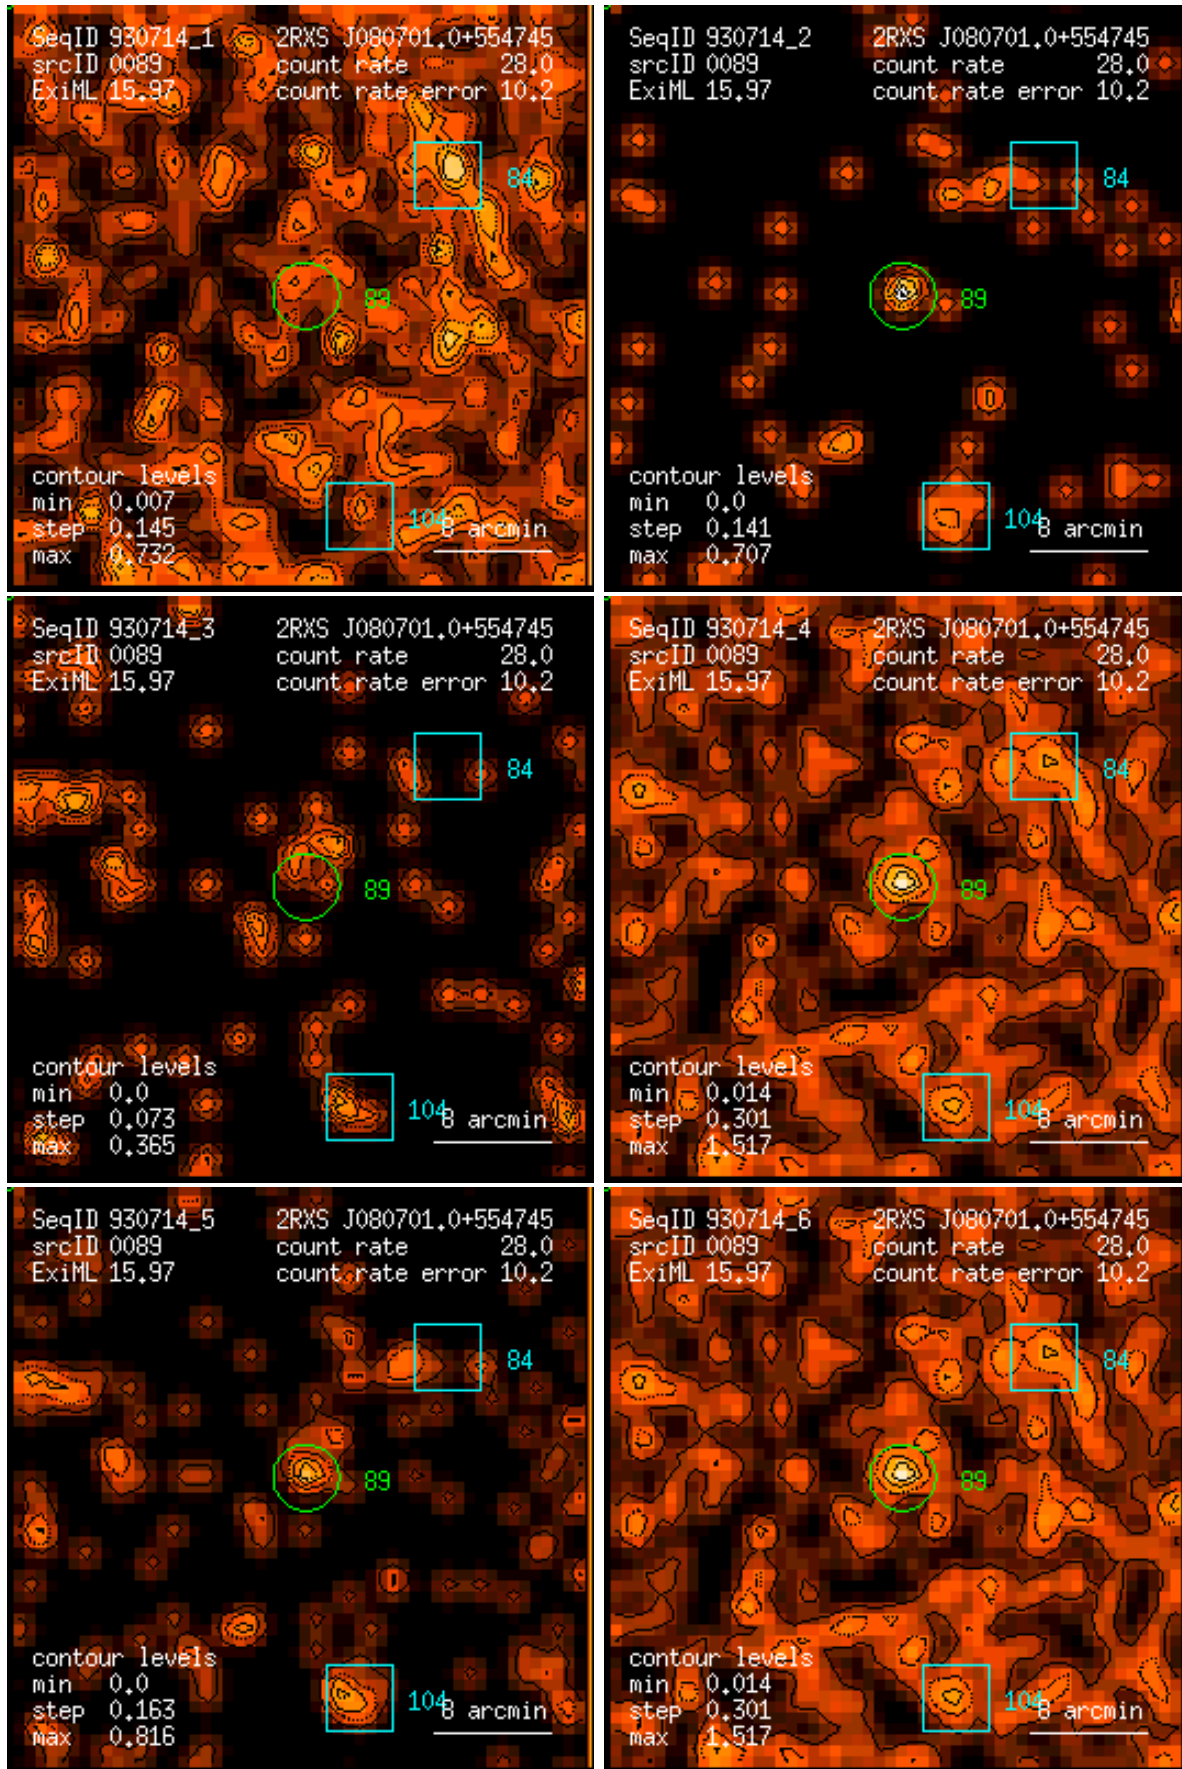 SeqID 930714_1 2RXS J080701.0+554745
srcID 0089 count rate 28.0
ExiML 15.97 count rate error 10.2
84
89
contour levels
min 0.007
step 0.145
max 0.732
104
8 arcmin
SeqID 930714_2 2RXS J080701.0+554745
srcID 0089 count rate 28.0
ExiML 15.97 count rate error 10.2
84
89
contour levels
min 0.0
step 0.141
max 0.707
104
8 arcmin
SeqID 930714_3 2RXS J080701.0+554745
srcID 0089 count rate 28.0
ExiML 15.97 count rate error 10.2
84
89
contour levels
min 0.0
step 0.073
max 0.365
104
8 arcmin
SeqID 930714_4 2RXS J080701.0+554745
srcID 0089 count rate 28.0
ExiML 15.97 count rate error 10.2
84
89
contour levels
min 0.014
step 0.301
max 1.517
104
8 arcmin
SeqID 930714_5 2RXS J080701.0+554745
srcID 0089 count rate 28.0
ExiML 15.97 count rate error 10.2
84
89
contour levels
min 0.0
step 0.163
max 0.816
104
8 arcmin
SeqID 930714_6 2RXS J080701.0+554745
srcID 0089 count rate 28.0
ExiML 15.97 count rate error 10.2
84
89
contour levels
min 0.014
step 0.301
max 1.517
104
8 arcmin